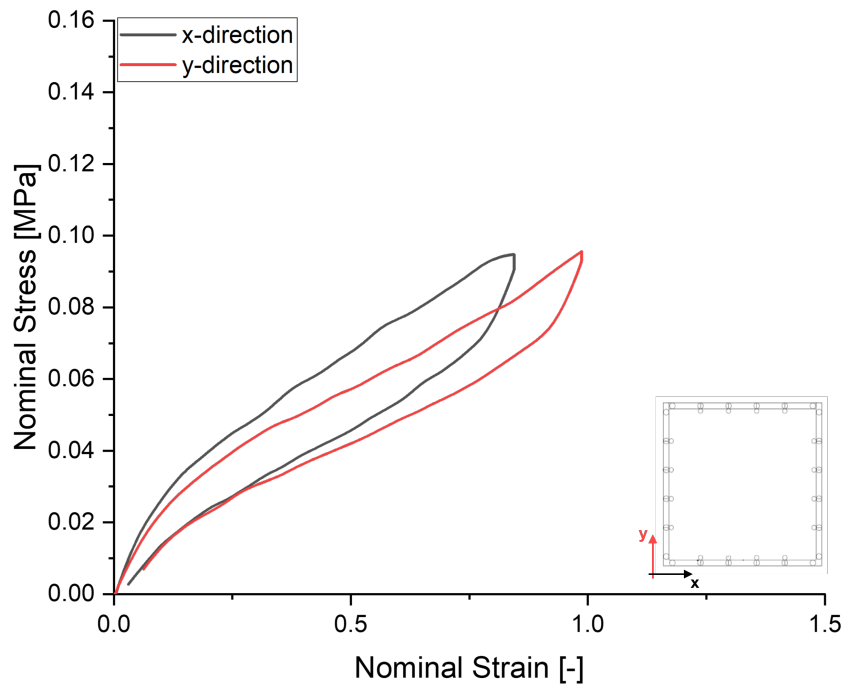 x-direction
y-direction
0.16
0.14
0.12
0.10
0.08
0.06
0.04
0.02
0.00
Nominal Stress [MPa]
0.0
0.5
1.0
1.5
Nominal Strain [-]
y
x